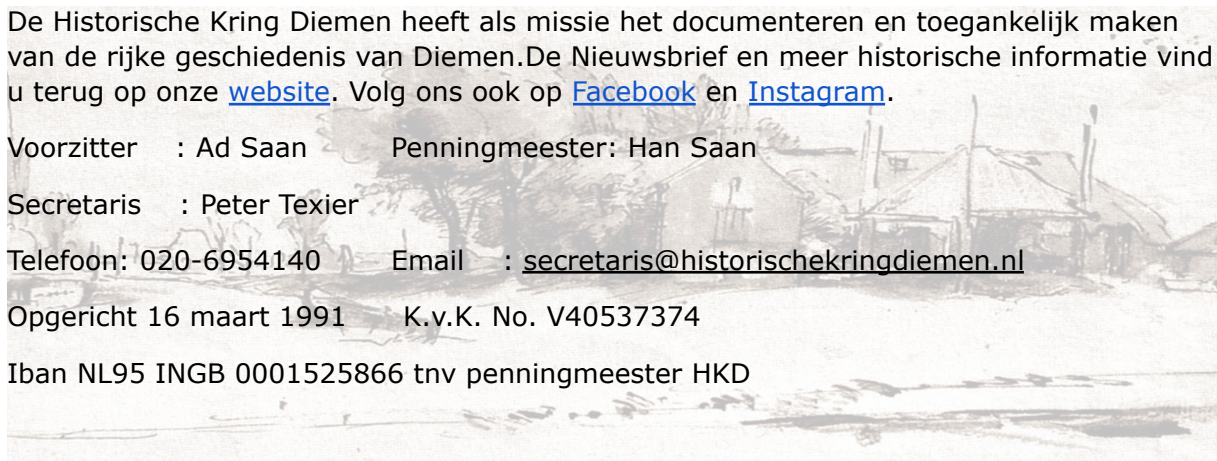 De Historische Kring Diemen heeft als missie het documenteren en toegankelijk maken
van de rijke geschiedenis van Diemen.De Nieuwsbrief en meer historische informatie vind
u terug op onze website. Volg ons ook op Facebook en Instagram.
Voorzitter : Ad Saan Penningmeester: Han Saan
Secretaris : Peter Texier
Telefoon: 020-6954140 Email : secretaris@historischekringdiemen.nl
Opgericht 16 maart 1991 K.v.K. No. V40537374
Iban NL95 INGB 0001525866 tnv penningmeester HKD